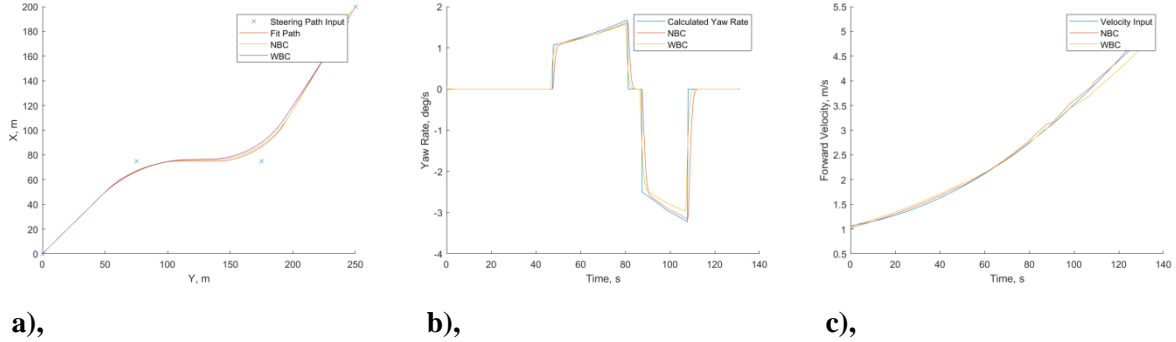 200
180
160
140
120
100
80
60
40
20
0
X, m
0 50 100 150 200 250
Y, m
Steering Path Input
Fit Path
NBC
WBC
2
1
0
-1
-2
-3
-4
Yaw Rate, deg/s
0 20 40 60 80 100 120 140
Time, s
Calculated Yaw Rate
NBC
WBC
5.5
5
4.5
4
3.5
3
2.5
2
1.5
1
0.5
Forward Velocity, m/s
0 20 40 60 80 100 120 140
Time, s
Velocity Input
NBC
WBC
a), b), c),